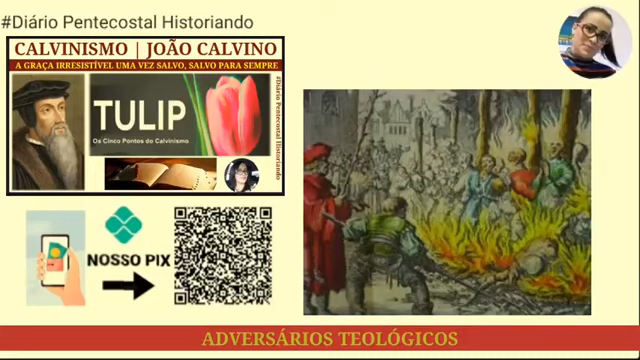 #Diário Pentecostal Historiando
CALVINISMO | JOÃO CALVINO
A GRAÇA IRRESISTÍVEL UMA VEZ SALVO, SALVO PARA SEMPRE
TULIP
Os Cinco Pontos do Calvinismo
#Diário Pentecostal Historiando
NOSSO PIX
ADVERSÁRIOS TEOLÓGICOS